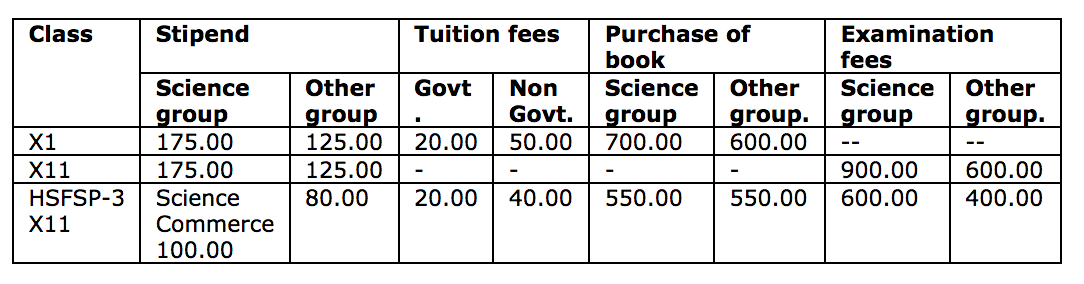 Class Stipend Tuition fees Purchase of Examination
book fees
Science Other Govt Non Science Other Science Other
group group . Govt. group group. group group.
X1 175.00 125.00 20.00 50.00 700.00 600.00 -- --
X11 175.00 125.00 - - - - 900.00 600.00
HSFSP-3 Science 80.00 20.00 40.00 550.00 550.00 600.00 400.00
X11 Commerce
100.00